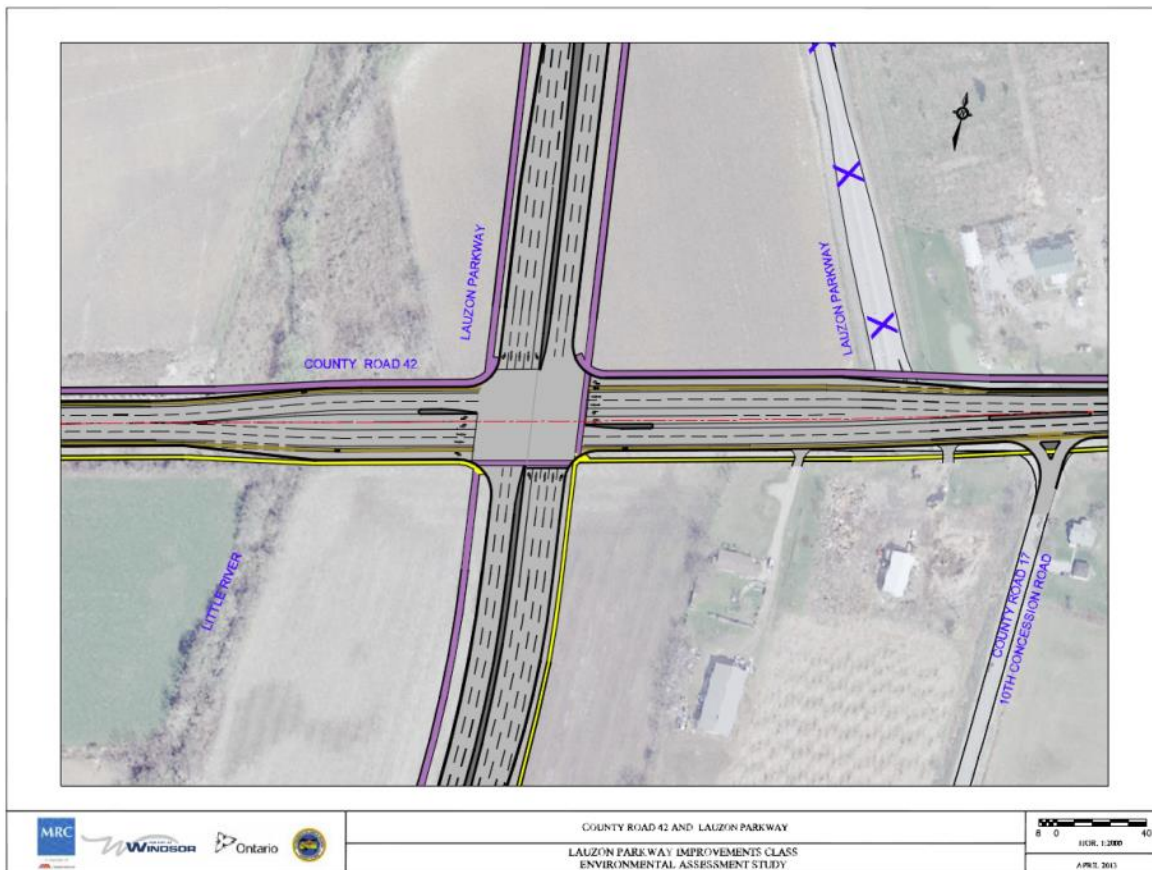 LAUZON PARKWAY
LAUZON PARKWAY
COUNTY ROAD 42
LITTLE RIVER
COUNTY ROAD 17
10TH CONCESSION ROAD
MRC
WINDSOR
Ontario
COUNTY ROAD 42 AND LAUZON PARKWAY
LAUZON PARKWAY IMPROVEMENTS CLASS
ENVIRONMENTAL ASSESSMENT STUDY
8 0 40
HOR. 1:2000
APRIL 2013